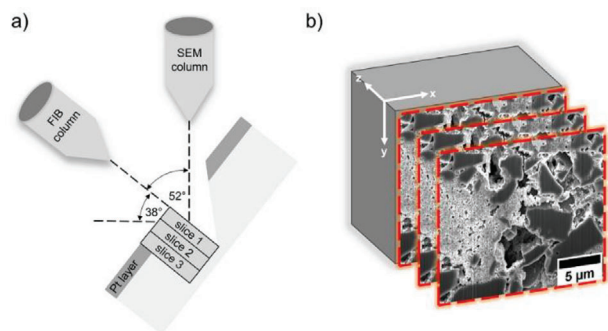 a)
SEM
column
FIB
column
52°
38°
slice 1
slice 2
slice 3
Pt layer
b)
z
x
y
5 µm